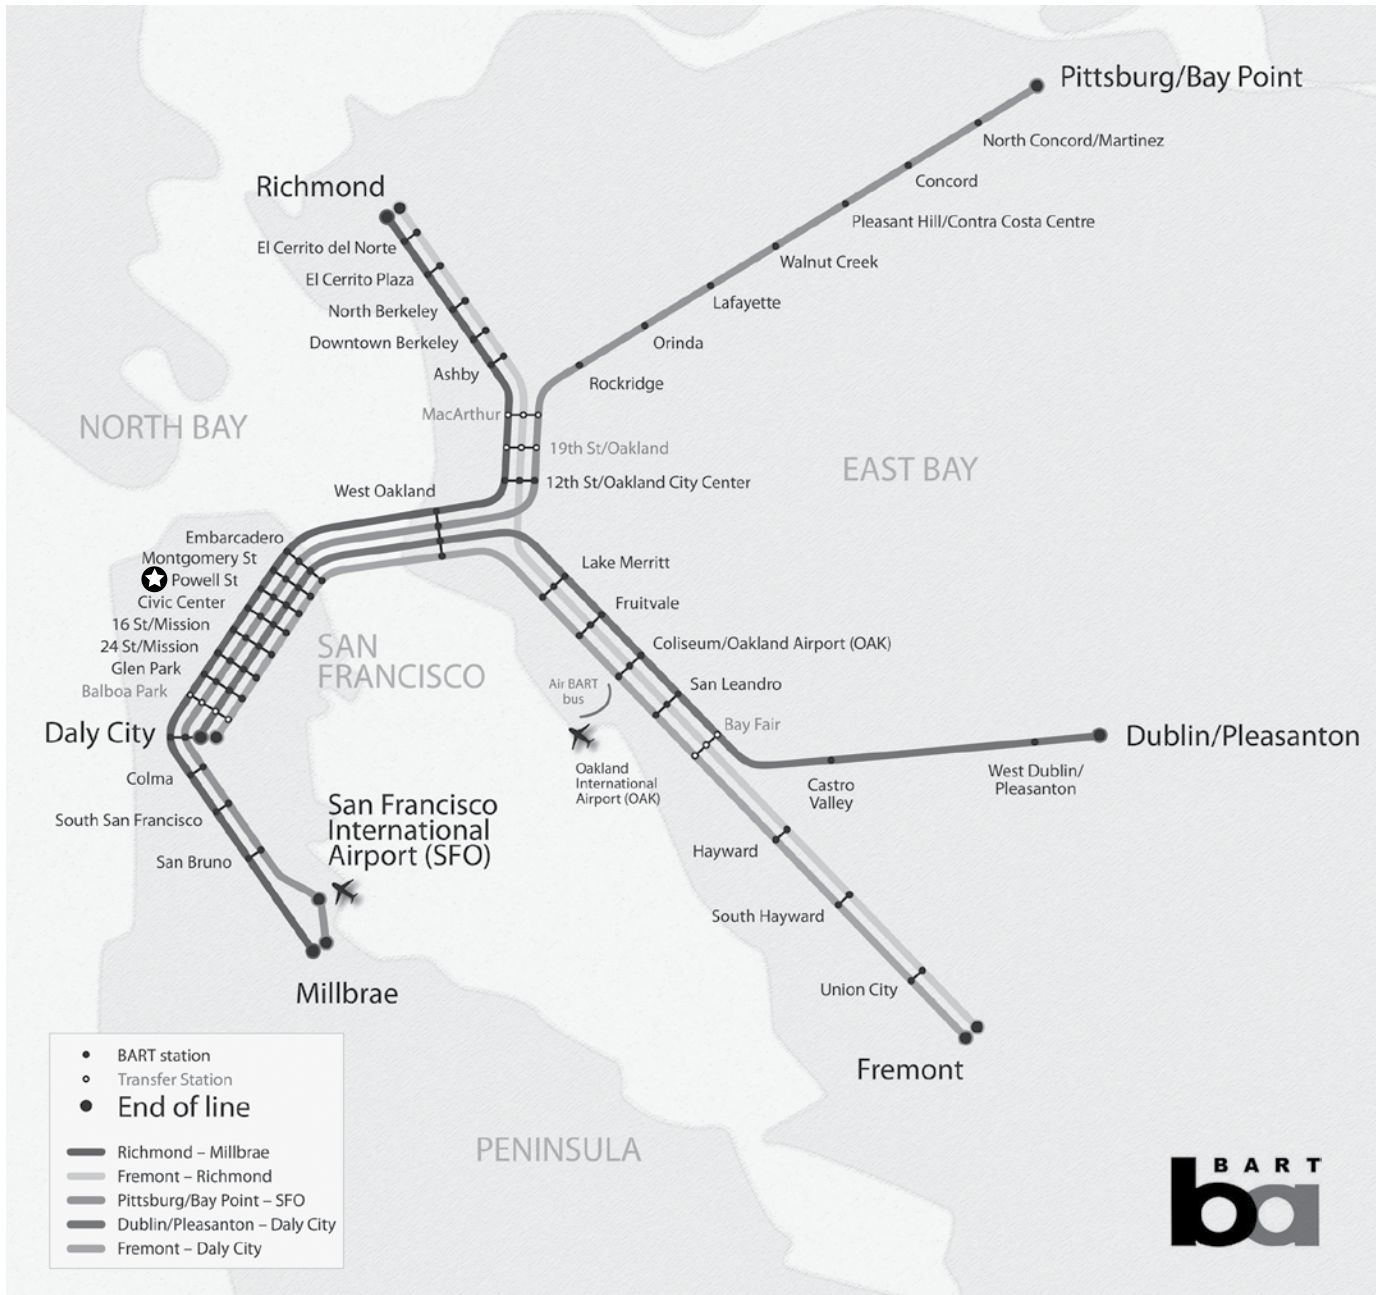 Pittsburg/Bay Point
North Concord/Martinez
Concord
Pleasant Hill/Contra Costa Centre
Walnut Creek
Lafayette
Orinda
Rockridge
Richmond
El Cerrito del Norte
El Cerrito Plaza
North Berkeley
Downtown Berkeley
Ashby
MacArthur
19th St/Oakland
12th St/Oakland City Center
NORTH BAY
EAST BAY
West Oakland
Embarcadero
Montgomery St
Powell St
Civic Center
16 St/Mission
24 St/Mission
Glen Park
Balboa Park
Daly City
SAN
FRANCISCO
Lake Merritt
Fruitvale
Coliseum/Oakland Airport (OAK)
San Leandro
Bay Fair
Air BART
bus
Oakland
International
Airport (OAK)
Dublin/Pleasanton
West Dublin/
Pleasanton
Castro
Valley
Colma
South San Francisco
San Bruno
San Francisco
International
Airport (SFO)
Millbrae
Hayward
South Hayward
Union City
Fremont
PENINSULA
BART station
Transfer Station
End of line
Richmond – Millbrae
Fremont – Richmond
Pittsburg/Bay Point – SFO
Dublin/Pleasanton – Daly City
Fremont – Daly City
BART
ba